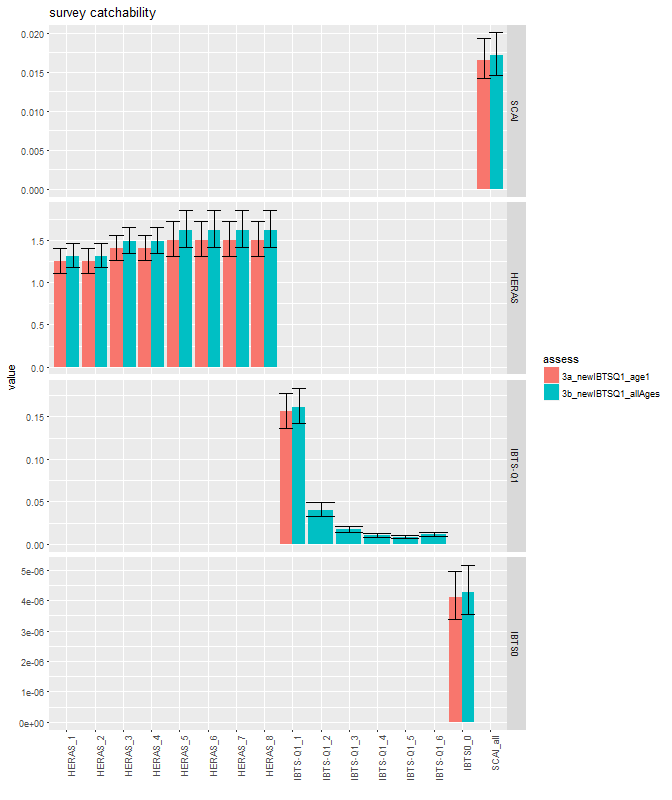 survey catchability
value
0.020
0.015
0.010
0.005
0.000
SCAI
1.5
1.0
0.5
0.0
HERAS
0.15
0.10
0.05
0.00
IBTS-Q1
5e-06
4e-06
3e-06
2e-06
1e-06
0e+00
IBTS0
HERAS_1
HERAS_2
HERAS_3
HERAS_4
HERAS_5
HERAS_6
HERAS_7
HERAS_8
IBTS-Q1_1
IBTS-Q1_2
IBTS-Q1_3
IBTS-Q1_4
IBTS-Q1_5
IBTS-Q1_6
IBTS0_0
SCAI_all
assess
3a_newIBTSQ1_age1
3b_newIBTSQ1_allAges